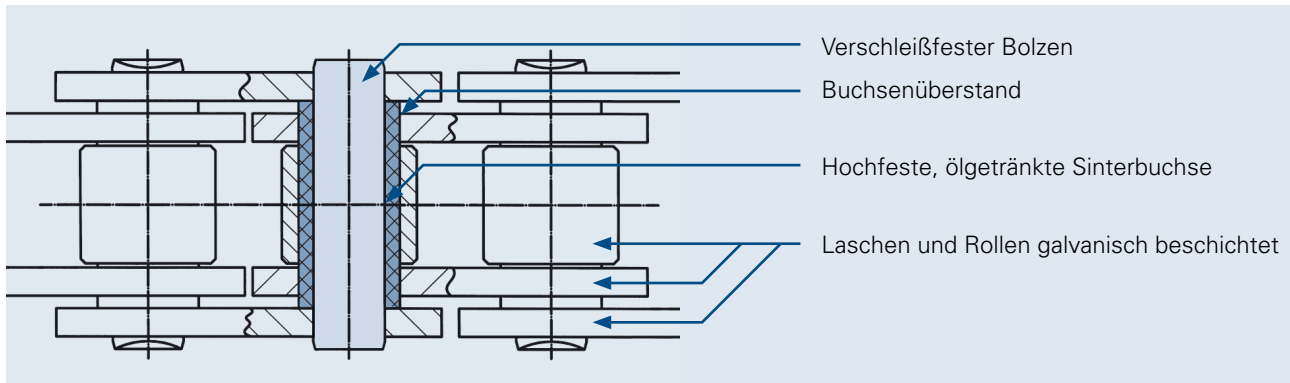 Verschleißfester Bolzen
Buchsenüberstand
Hochfeste, ölgetränkte Sinterbuchse
Laschen und Rollen galvanisch beschichtet